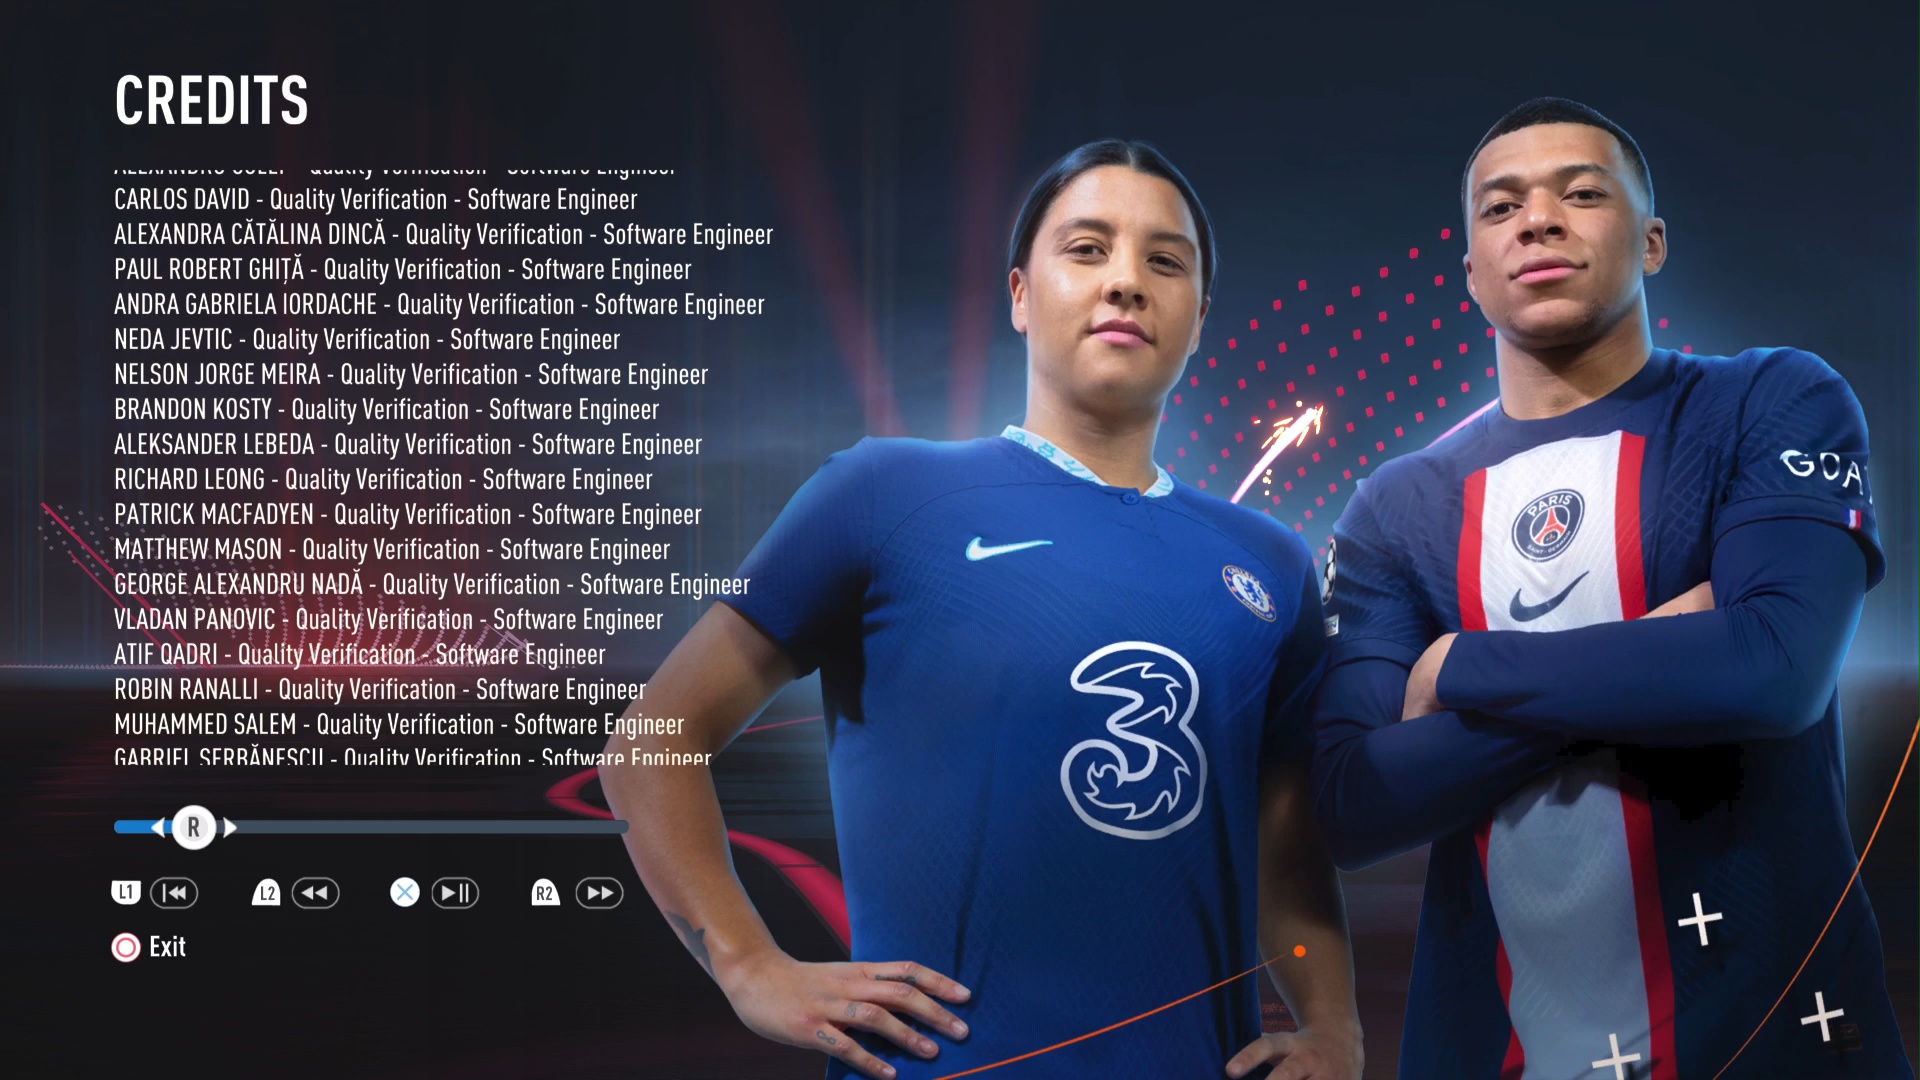 CREDITS
CARLOS DAVID - Quality Verification - Software Engineer
ALEXANDRA CĂTĂLINA DINCĂ - Quality Verification - Software Engineer
PAUL ROBERT GHIȚĂ - Quality Verification - Software Engineer
ANDRA GABRIELA IORDACHE - Quality Verification - Software Engineer
NEDA JEVTIC - Quality Verification - Software Engineer
NELSON JORGE MEIRA - Quality Verification - Software Engineer
BRANDON KOSTY - Quality Verification - Software Engineer
ALEKSANDER LEBEDA - Quality Verification - Software Engineer
RICHARD LEONG - Quality Verification - Software Engineer
PATRICK MACFADYEN - Quality Verification - Software Engineer
MATTHEW MASON - Quality Verification - Software Engineer
GEORGE ALEXANDRU NADĂ - Quality Verification - Software Engineer
VLADAN PANOVIC - Quality Verification - Software Engineer
ATIF QADRI - Quality Verification - Software Engineer
ROBIN RANALLI - Quality Verification - Software Engineer
MUHAMMED SALEM - Quality Verification - Software Engineer
GABRIEL ȘERBĂNESCU - Quality Verification - Software Engineer
R
L1 L2 R2
Exit
3
PARIS
SAINT-GERMAIN
GOA